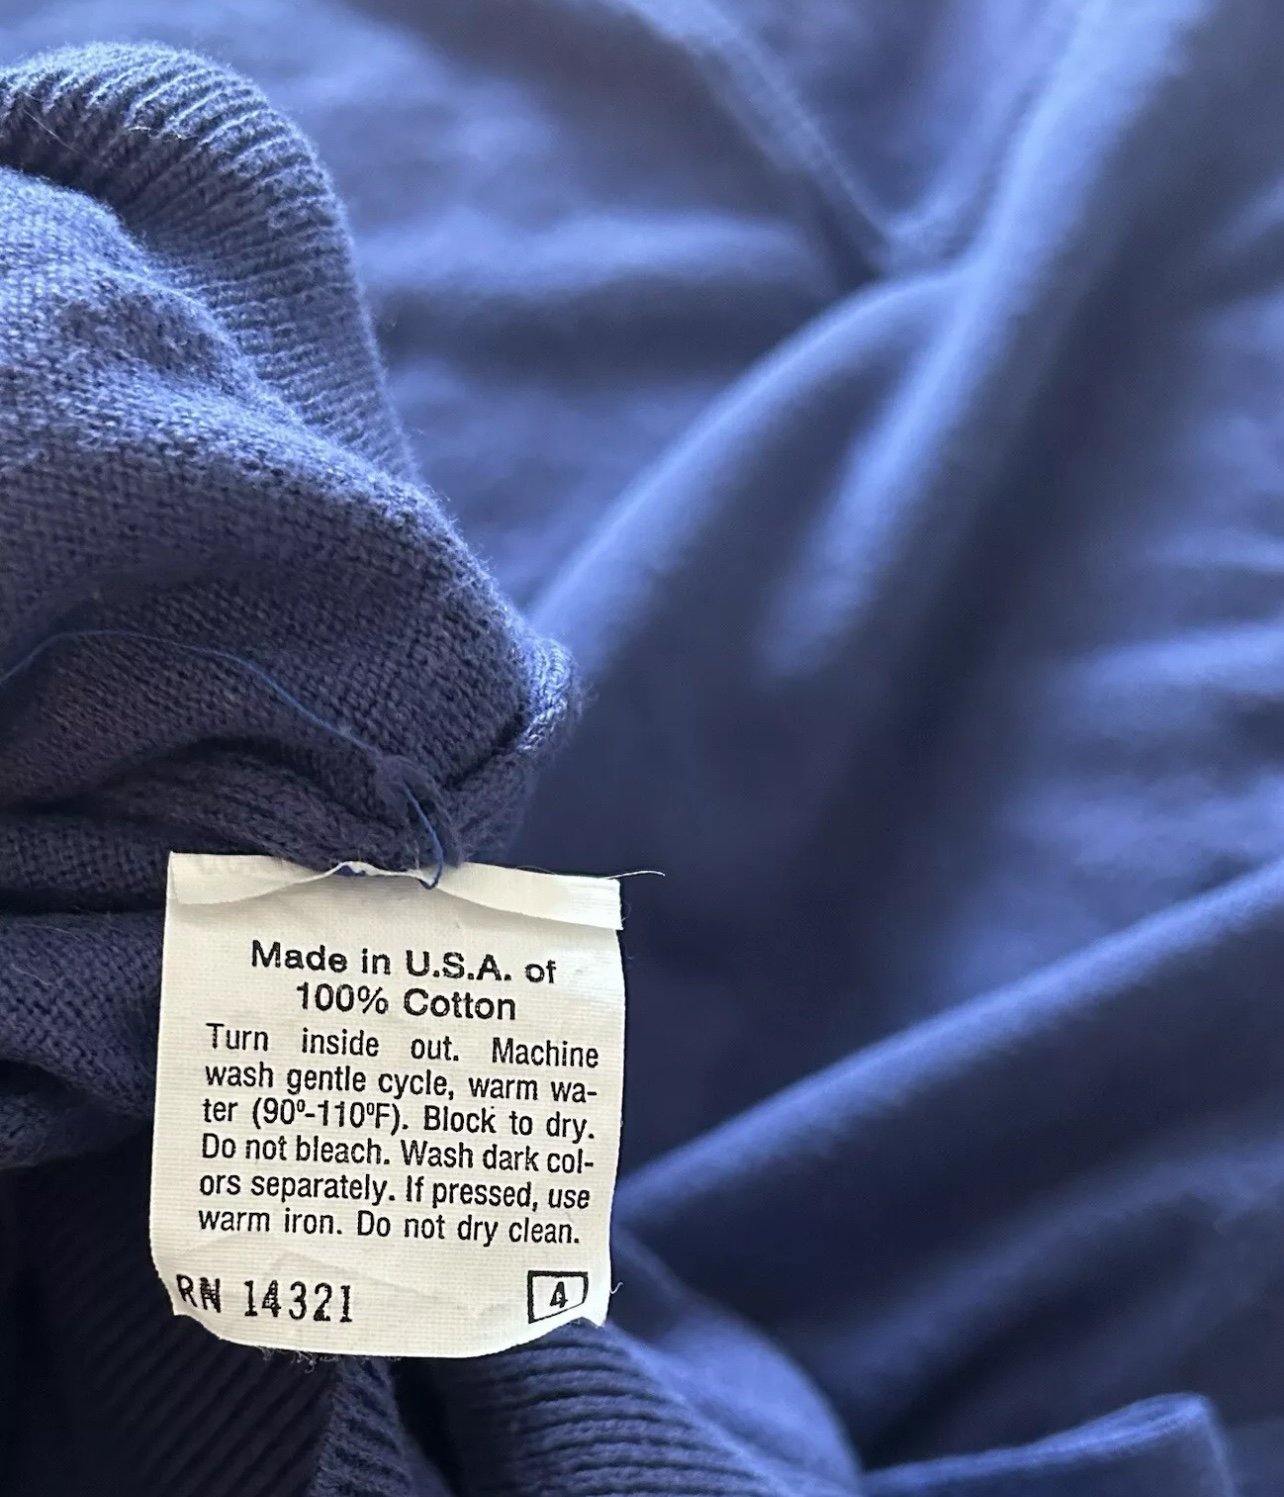 Made in U.S.A. of
100% Cotton
Turn inside out. Machine
wash gentle cycle, warm wa-
ter (90º-110ºF). Block to dry.
Do not bleach. Wash dark col-
ors separately. If pressed, use
warm iron. Do not dry clean.
RN 14321 4